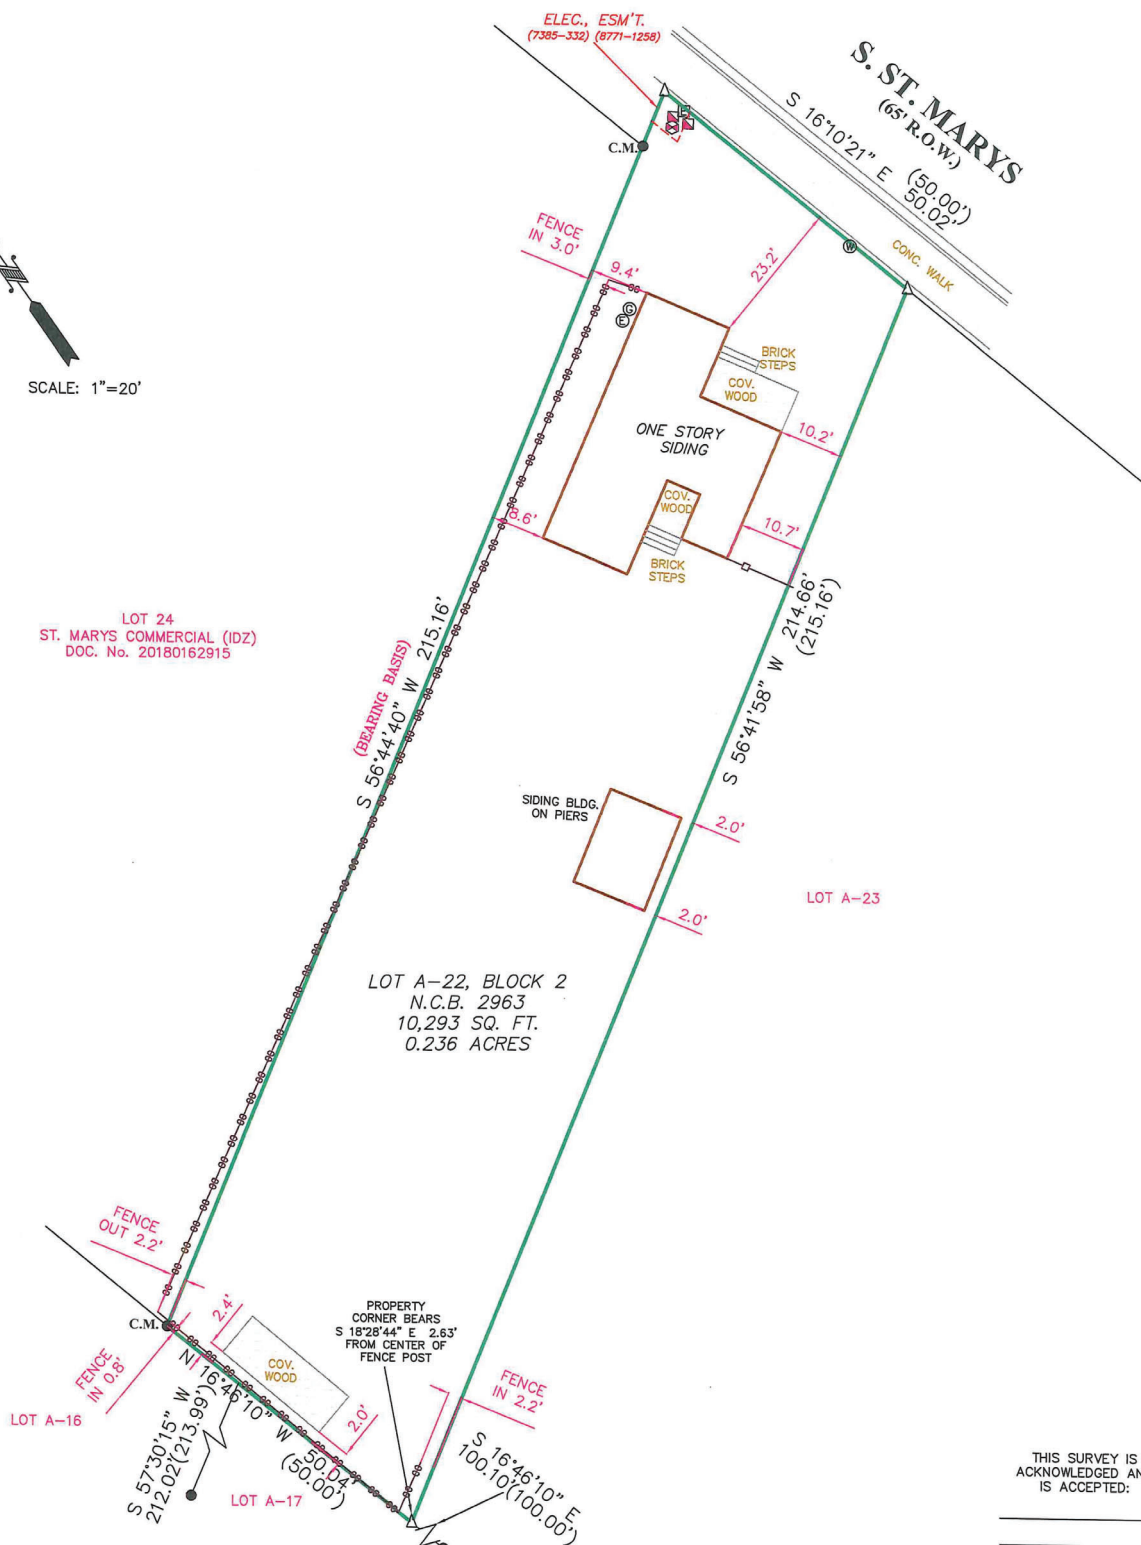 ELEC., ESM'T.
(7385-332) (8771-1258)
S. ST. MARYS
(65' R.O.W.)
S 16°10'21" E
(50.00')
50.02'
C.M.
FENCE
IN 3.0'
9.4'
23.2'
W
CONC. WALK
E
G
E
SCALE: 1"=20'
BRICK
STEPS
COV.
WOOD
ONE STORY
SIDING
10.2'
COV.
WOOD
8.6'
10.7'
BRICK
STEPS
LOT 24
ST. MARYS COMMERCIAL (IDZ)
DOC. No. 20180162915
(BEARING BASIS)
S 56°44'40" W 215.16'
S 56°41'58" W 214.66'
(215.16')
SIDING BLDG.
ON PIERS
2.0'
2.0'
LOT A-23
LOT A-22, BLOCK 2
N.C.B. 2963
10,293 SQ. FT.
0.236 ACRES
FENCE
OUT 2.2'
C.M.
2.4'
PROPERTY
CORNER BEARS
S 18°28'44" E 2.63'
FROM CENTER OF
FENCE POST
COV.
WOOD
FENCE
IN 0.8'
FENCE
IN 2.2'
2.0'
N 16°46'10" W 50.04'
(50.00')
LOT A-16
S 57°30'15" W
212.02'(213.99')
LOT A-17
S 16°46'10" E
100.10'(100.00')
THIS SURVEY IS
ACKNOWLEDGED AN
IS ACCEPTED: